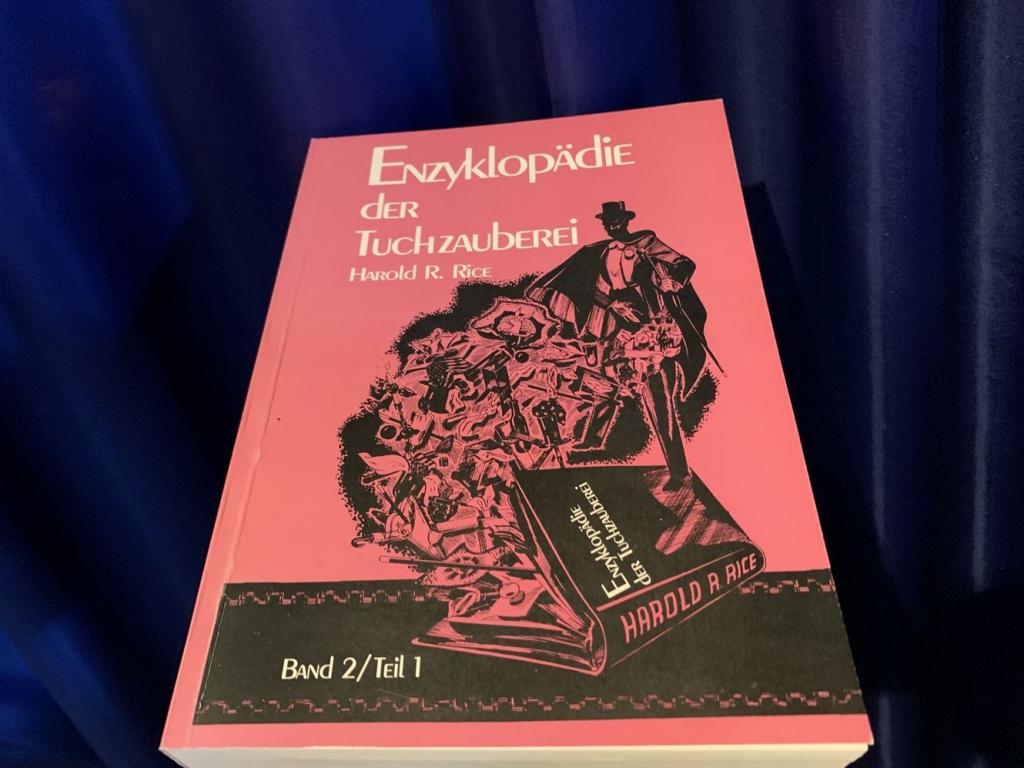 Enzyklopädie
der
Tuchzauberei
Harold R. Rice
Enzyklopädie
der Tuchzauberei
HAROLD R. RICE
Band 2/Teil 1